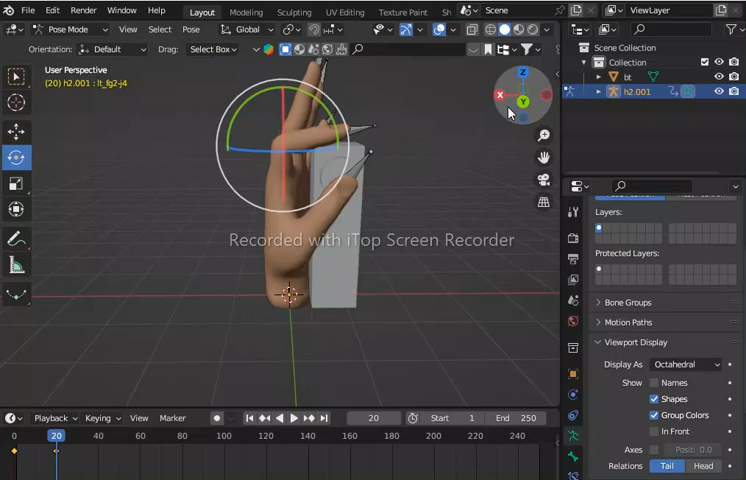 File Edit Render Window Help Layout Modeling Sculpting UV Editing Texture Paint Sh Scene ViewLayer
Pose Mode View Select Pose Global
Orientation: Default Drag: Select Box
User Perspective
(20) h2.001 : lt_fg2-j4
Z
X
Y
Recorded with iTop Screen Recorder
Scene Collection
Collection
bt
h2.001
Layers:
Protected Layers:
Bone Groups
Motion Paths
Viewport Display
Display As Octahedral
Show Names
Shapes
Group Colors
In Front
Axes Positi 0.0
Relations Tail Head
Playback Keying View Marker 20 Start 1 End 250
0 20 40 60 80 100 120 140 160 180 200 220 240